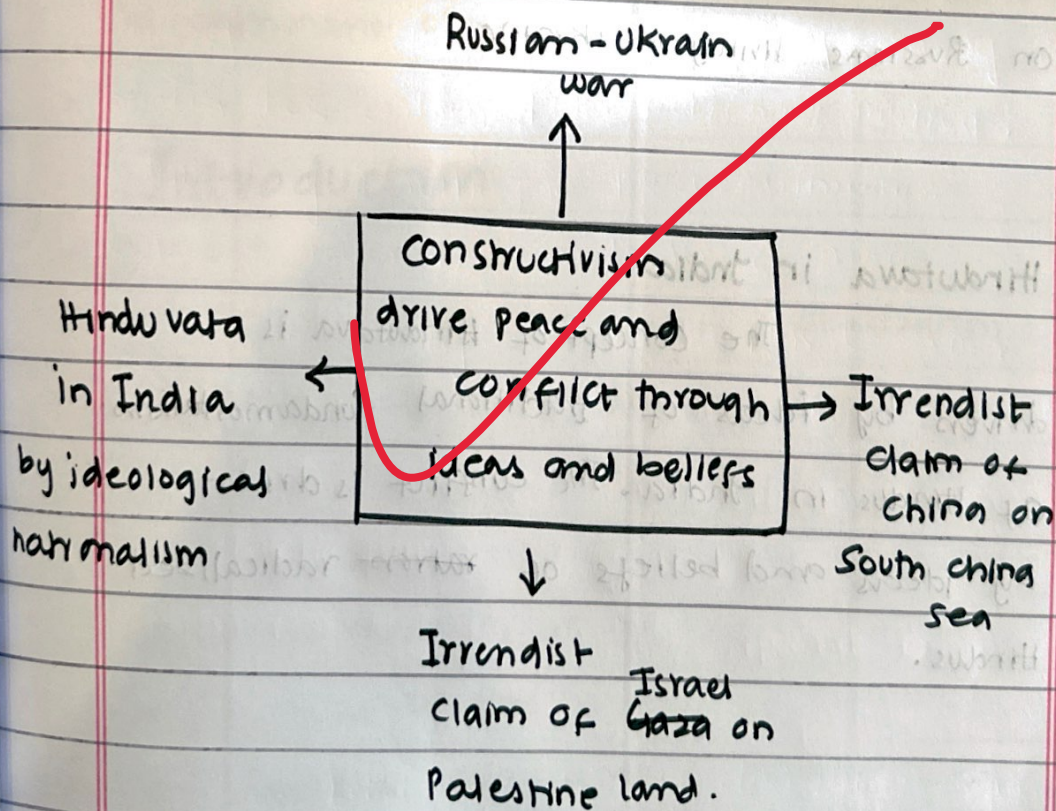 Russian - Ukrain
war
Constructivism
drive peace and
conflict through
ideas and beliefs
Hinduvata
in India
by ideological
nationalism
Irrendist
claim of
China on
South China
sea
Irrendist
claim of Gaza Israel on
Palestine land.